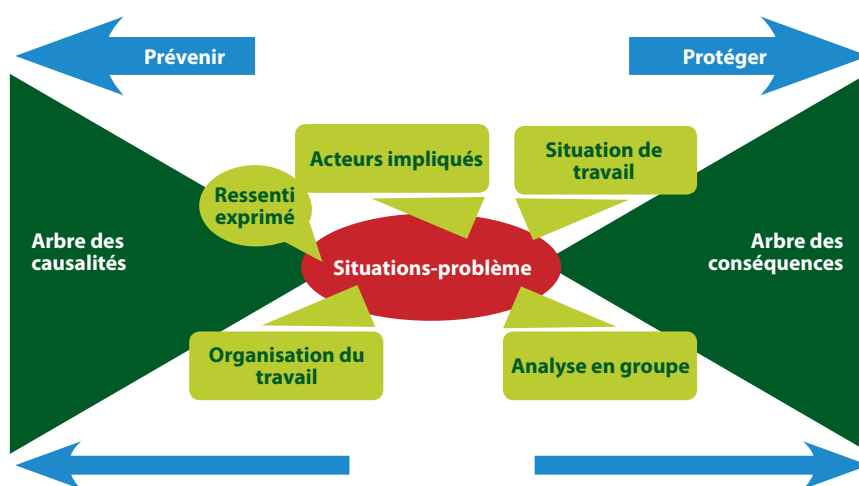 Prévenir
Protéger
Acteurs impliqués
Situation de
travail
Ressenti
exprimé
Arbre des
causalités
Situations-problème
Arbre des
conséquences
Organisation du
travail
Analyse en groupe